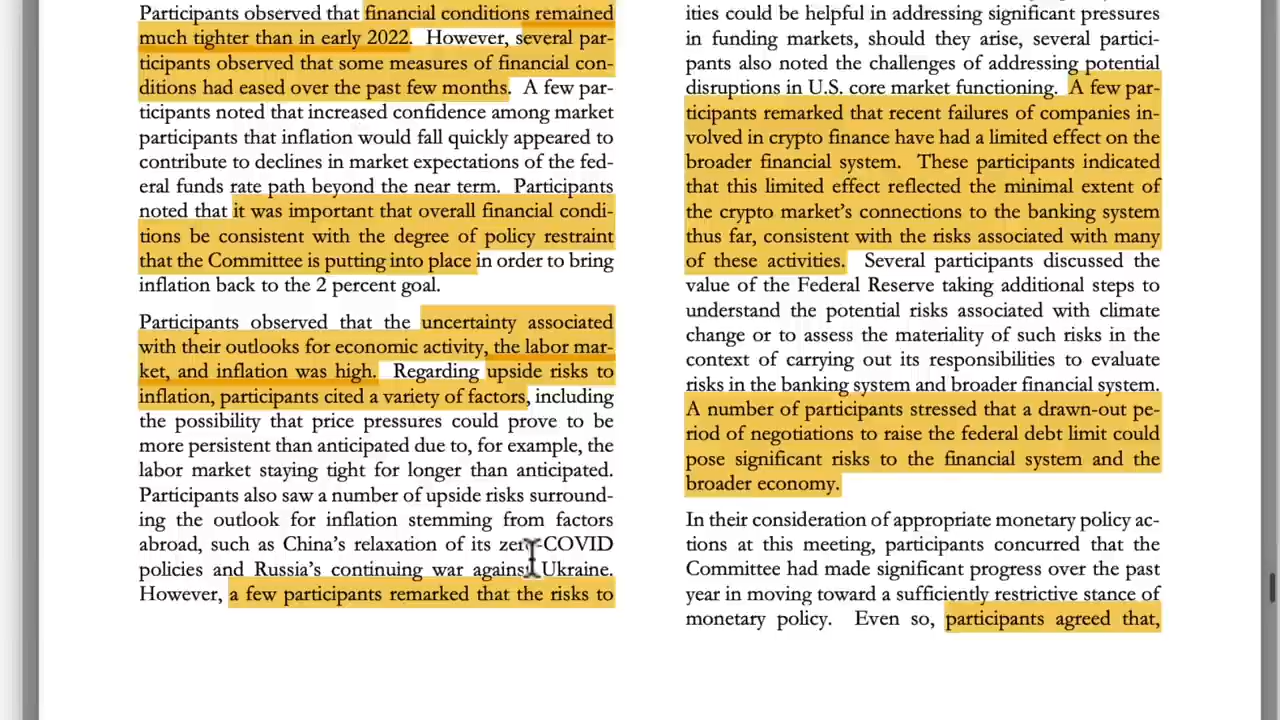 Participants observed that financial conditions remained
much tighter than in early 2022. However, several par-
ticipants observed that some measures of financial con-
ditions had eased over the past few months. A few par-
ticipants noted that increased confidence among market
participants that inflation would fall quickly appeared to
contribute to declines in market expectations of the fed-
eral funds rate path beyond the near term. Participants
noted that it was important that overall financial condi-
tions be consistent with the degree of policy restraint
that the Committee is putting into place in order to bring
inflation back to the 2 percent goal.
Participants observed that the uncertainty associated
with their outlooks for economic activity, the labor mar-
ket, and inflation was high. Regarding upside risks to
inflation, participants cited a variety of factors, including
the possibility that price pressures could prove to be
more persistent than anticipated due to, for example, the
labor market staying tight for longer than anticipated.
Participants also saw a number of upside risks surround-
ing the outlook for inflation stemming from factors
abroad, such as China's relaxation of its zero-COVID
policies and Russia's continuing war against Ukraine.
However, a few participants remarked that the risks to
ities could be helpful in addressing significant pressures
in funding markets, should they arise, several partici-
pants also noted the challenges of addressing potential
disruptions in U.S. core market functioning. A few par-
ticipants remarked that recent failures of companies in-
volved in crypto finance have had a limited effect on the
broader financial system. These participants indicated
that this limited effect reflected the minimal extent of
the crypto market's connections to the banking system
thus far, consistent with the risks associated with many
of these activities. Several participants discussed the
value of the Federal Reserve taking additional steps to
understand the potential risks associated with climate
change or to assess the materiality of such risks in the
context of carrying out its responsibilities to evaluate
risks in the banking system and broader financial system.
A number of participants stressed that a drawn-out pe-
riod of negotiations to raise the federal debt limit could
pose significant risks to the financial system and the
broader economy.
In their consideration of appropriate monetary policy ac-
tions at this meeting, participants concurred that the
Committee had made significant progress over the past
year in moving toward a sufficiently restrictive stance of
monetary policy. Even so, participants agreed that,